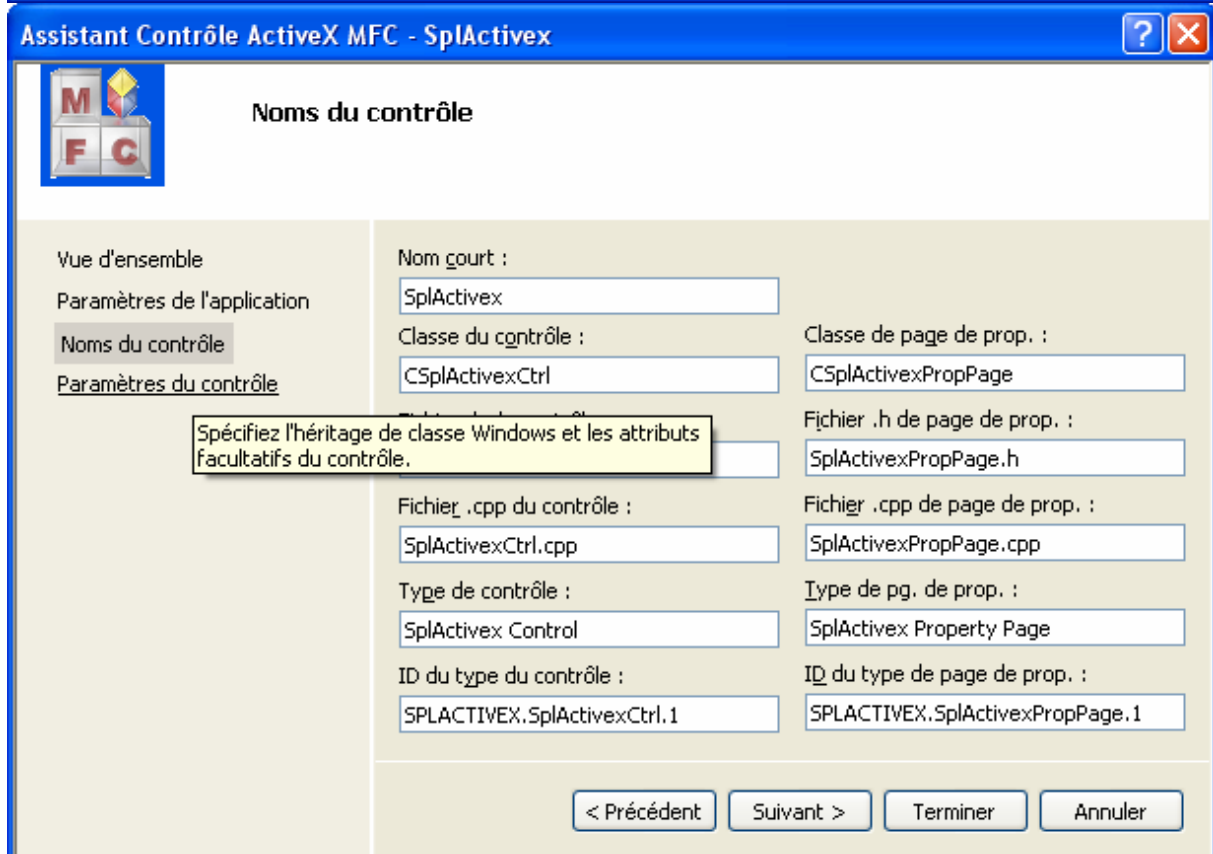 Assistant Contrôle ActiveX MFC - SplActivex
M
F C
Noms du contrôle
Vue d'ensemble
Paramètres de l'application
Noms du contrôle
Paramètres du contrôle
Spécifiez l'héritage de classe Windows et les attributs
facultatifs du contrôle.
Nom court :
SplActivex
Classe du contrôle :
CSplActivexCtrl
Fichier .cpp du contrôle :
SplActivexCtrl.cpp
Type de contrôle :
SplActivex Control
ID du type du contrôle :
SPLACTIVEX.SplActivexCtrl.1
Classe de page de prop. :
CSplActivexPropPage
Fichier .h de page de prop. :
SplActivexPropPage.h
Fichier .cpp de page de prop. :
SplActivexPropPage.cpp
Type de pg. de prop. :
SplActivex Property Page
ID du type de page de prop. :
SPLACTIVEX.SplActivexPropPage.1
< Précédent
Suivant >
Terminer
Annuler